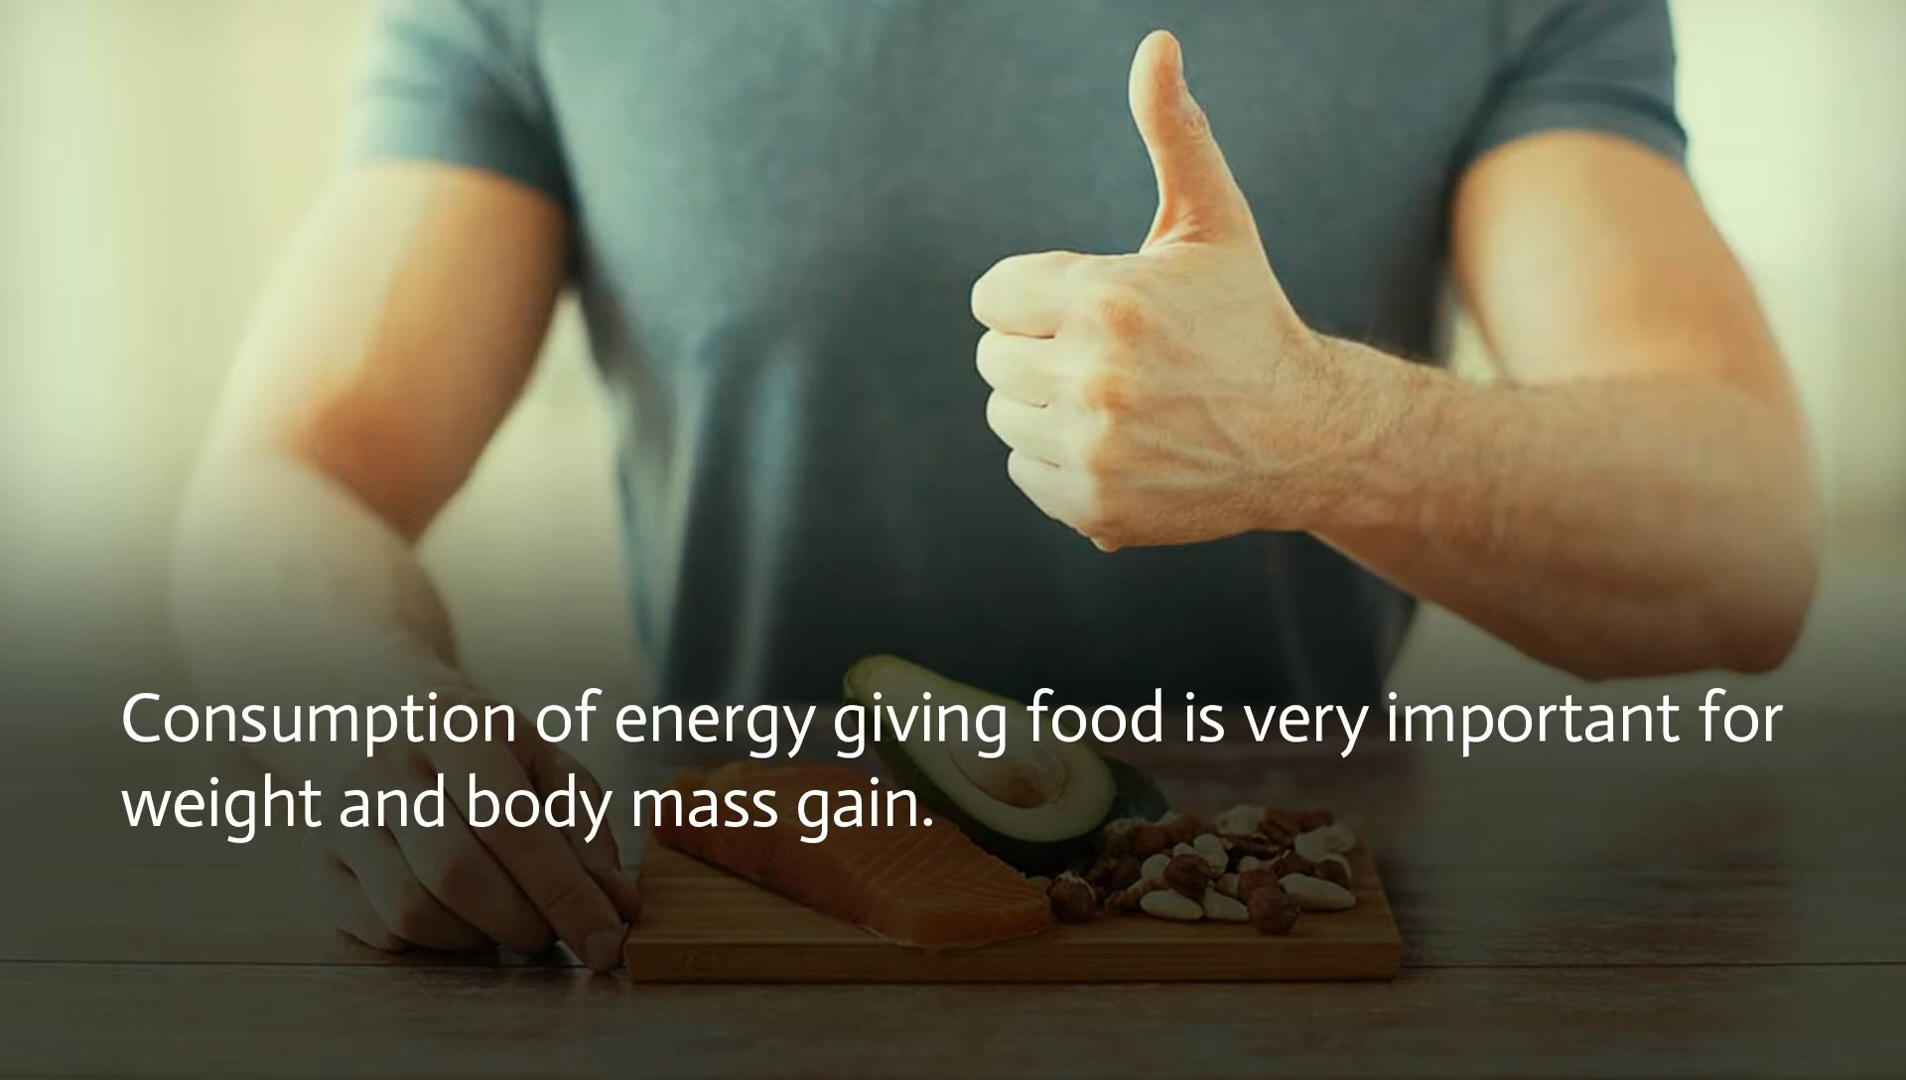 Consumption of energy giving food is very important for
weight and body mass gain.